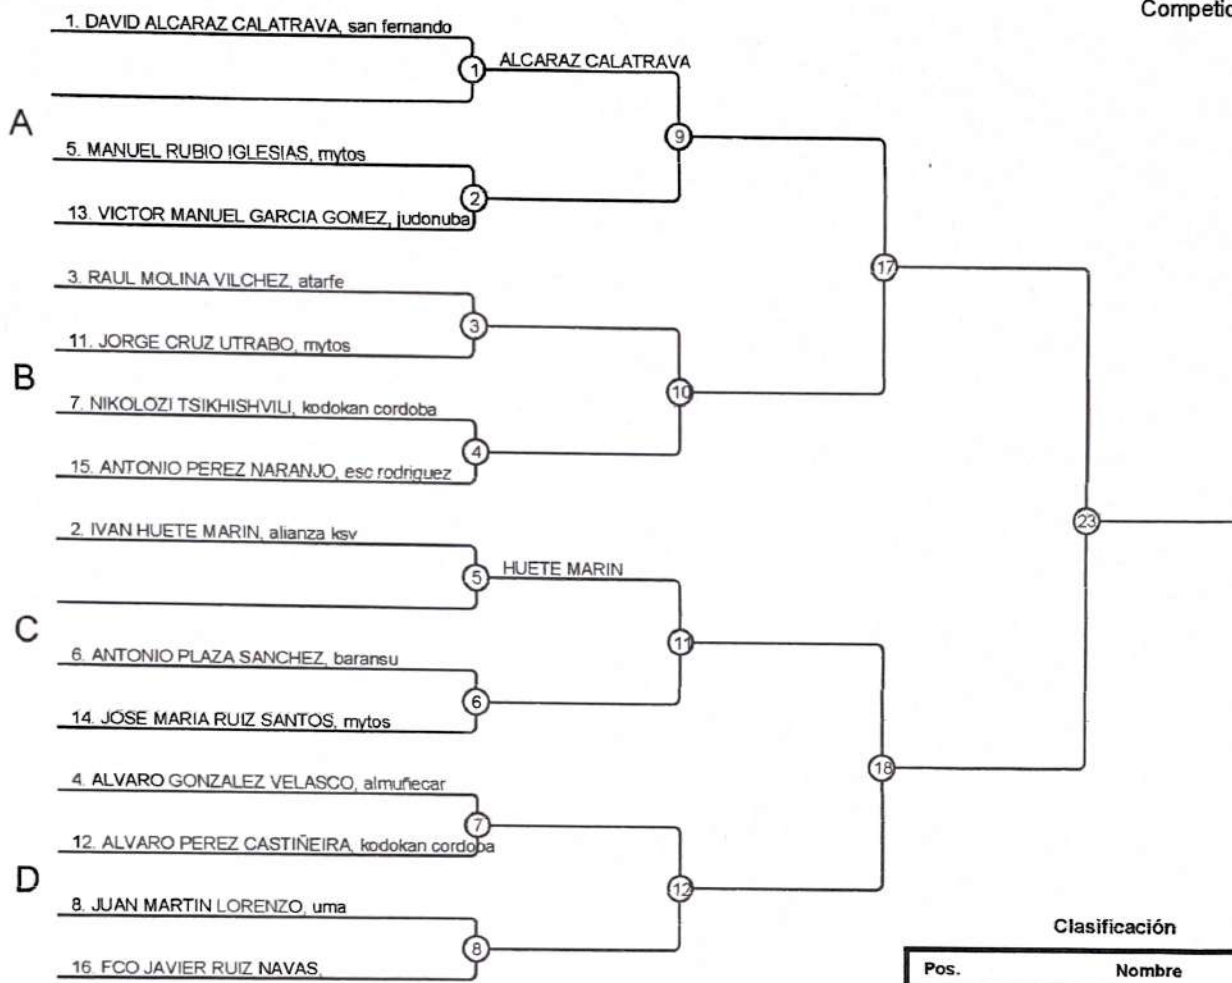 Competic
1. DAVID ALCARAZ CALATRAVA, san fernando
1
ALCARAZ CALATRAVA
A
9
5. MANUEL RUBIO IGLESIAS, mytos
2
13. VICTOR MANUEL GARCIA GOMEZ, judonuba
17
3. RAUL MOLINA VILCHEZ, atarfe
3
11. JORGE CRUZ UTRABO, mytos
B
10
7. NIKOLOZI TSIKHISHVILI, kodokan cordoba
4
15. ANTONIO PEREZ NARANJO, esc rodriguez
23
2. IVAN HUETE MARIN, alianza ksv
5
HUETE MARIN
C
11
6. ANTONIO PLAZA SANCHEZ, baransu
6
14. JOSE MARIA RUIZ SANTOS, mytos
18
4. ALVARO GONZALEZ VELASCO, almuñecar
7
12. ALVARO PEREZ CASTIÑEIRA, kodokan cordoba
D
12
8. JUAN MARTIN LORENZO, uma
8
16. FCO JAVIER RUIZ NAVAS,
Clasificación
Pos. Nombre